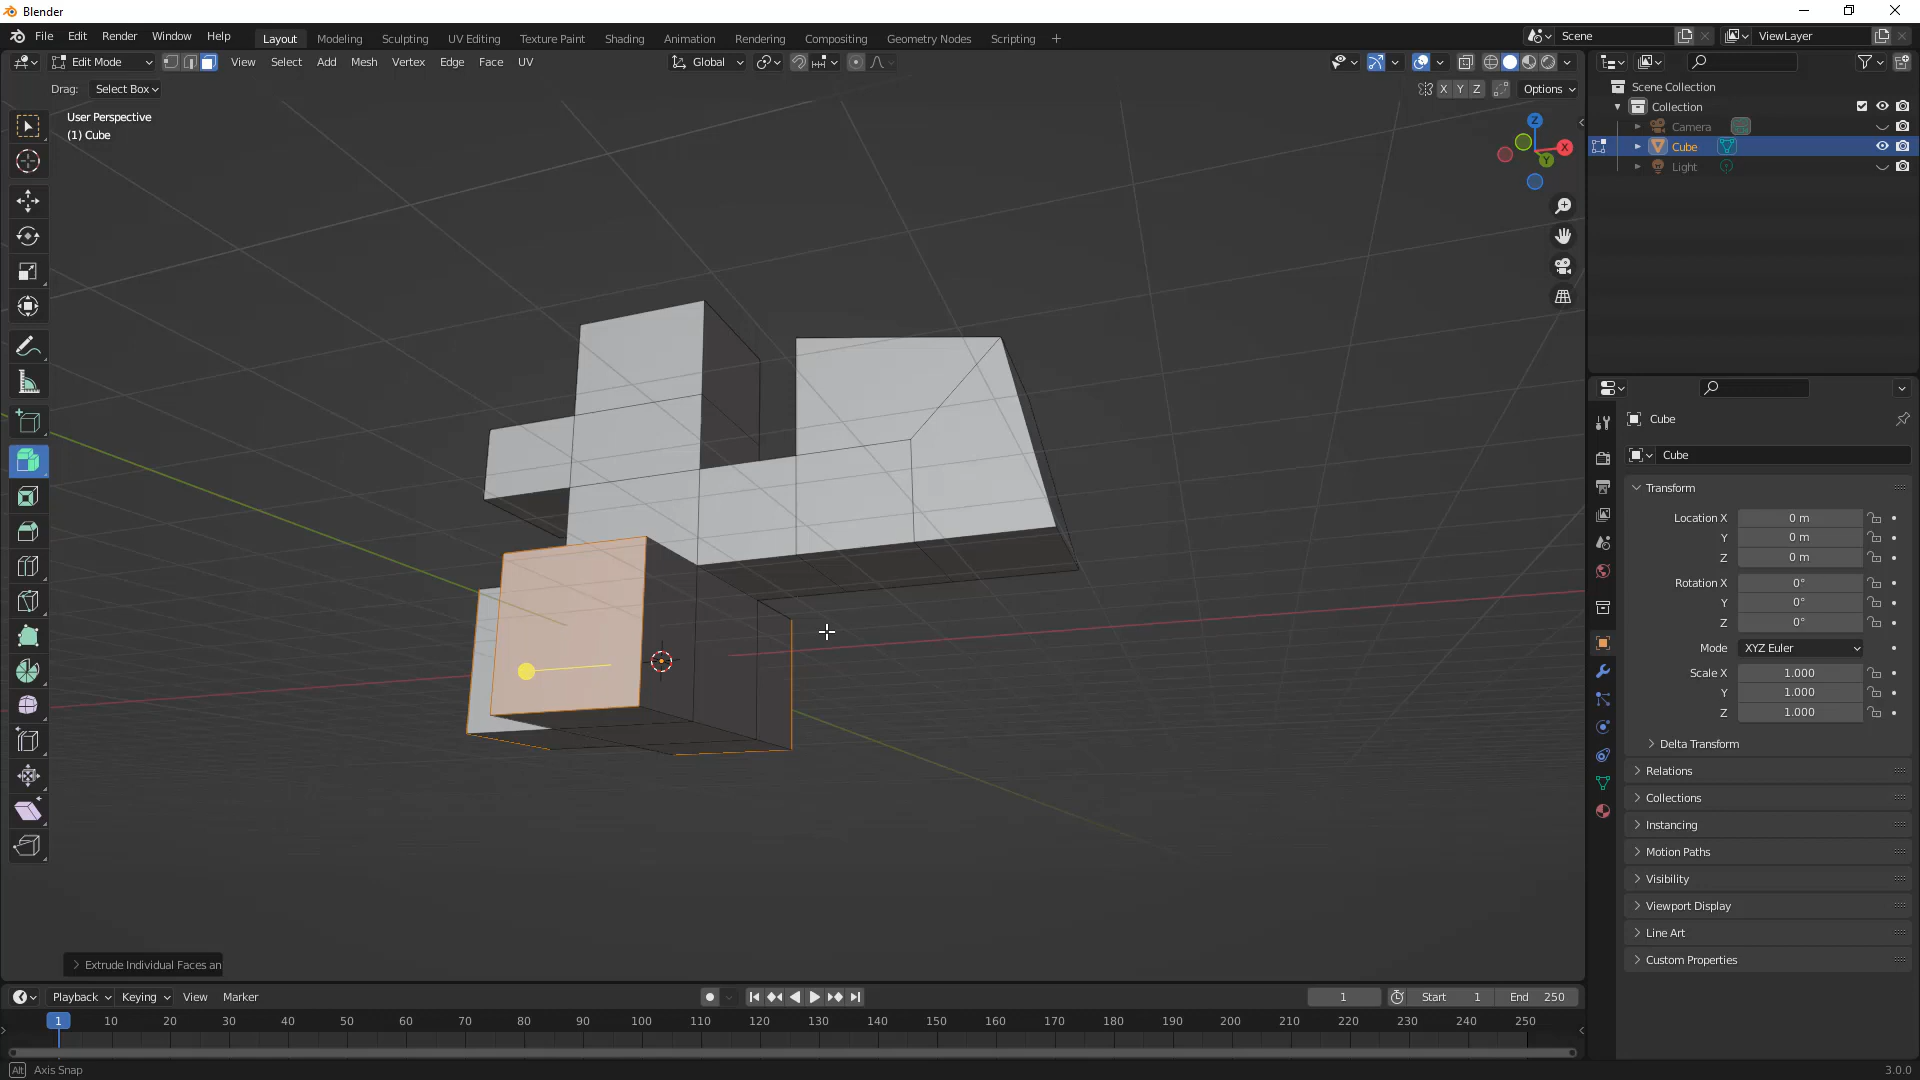 Blender
File Edit Render Window Help
Layout Modeling Sculpting UV Editing Texture Paint Shading Animation Rendering Compositing Geometry Nodes Scripting +
Scene ViewLayer
Edit Mode View Select Add Mesh Vertex Edge Face UV Global
Drag: Select Box X Y Z Options
User Perspective
(1) Cube
Z
X
Y
Scene Collection
Collection
Camera
Cube
Light
Cube
Cube
Transform
Location X 0 m
Y 0 m
Z 0 m
Rotation X 0°
Y 0°
Z 0°
Mode XYZ Euler
Scale X 1.000
Y 1.000
Z 1.000
Delta Transform
Relations
Collections
Instancing
Motion Paths
Visibility
Viewport Display
Line Art
Custom Properties
Extrude Individual Faces an
Playback Keying View Marker 1 Start 1 End 250
1 10 20 30 40 50 60 70 80 90 100 110 120 130 140 150 160 170 180 190 200 210 220 230 240 250
Alt Axis Snap 3.0.0